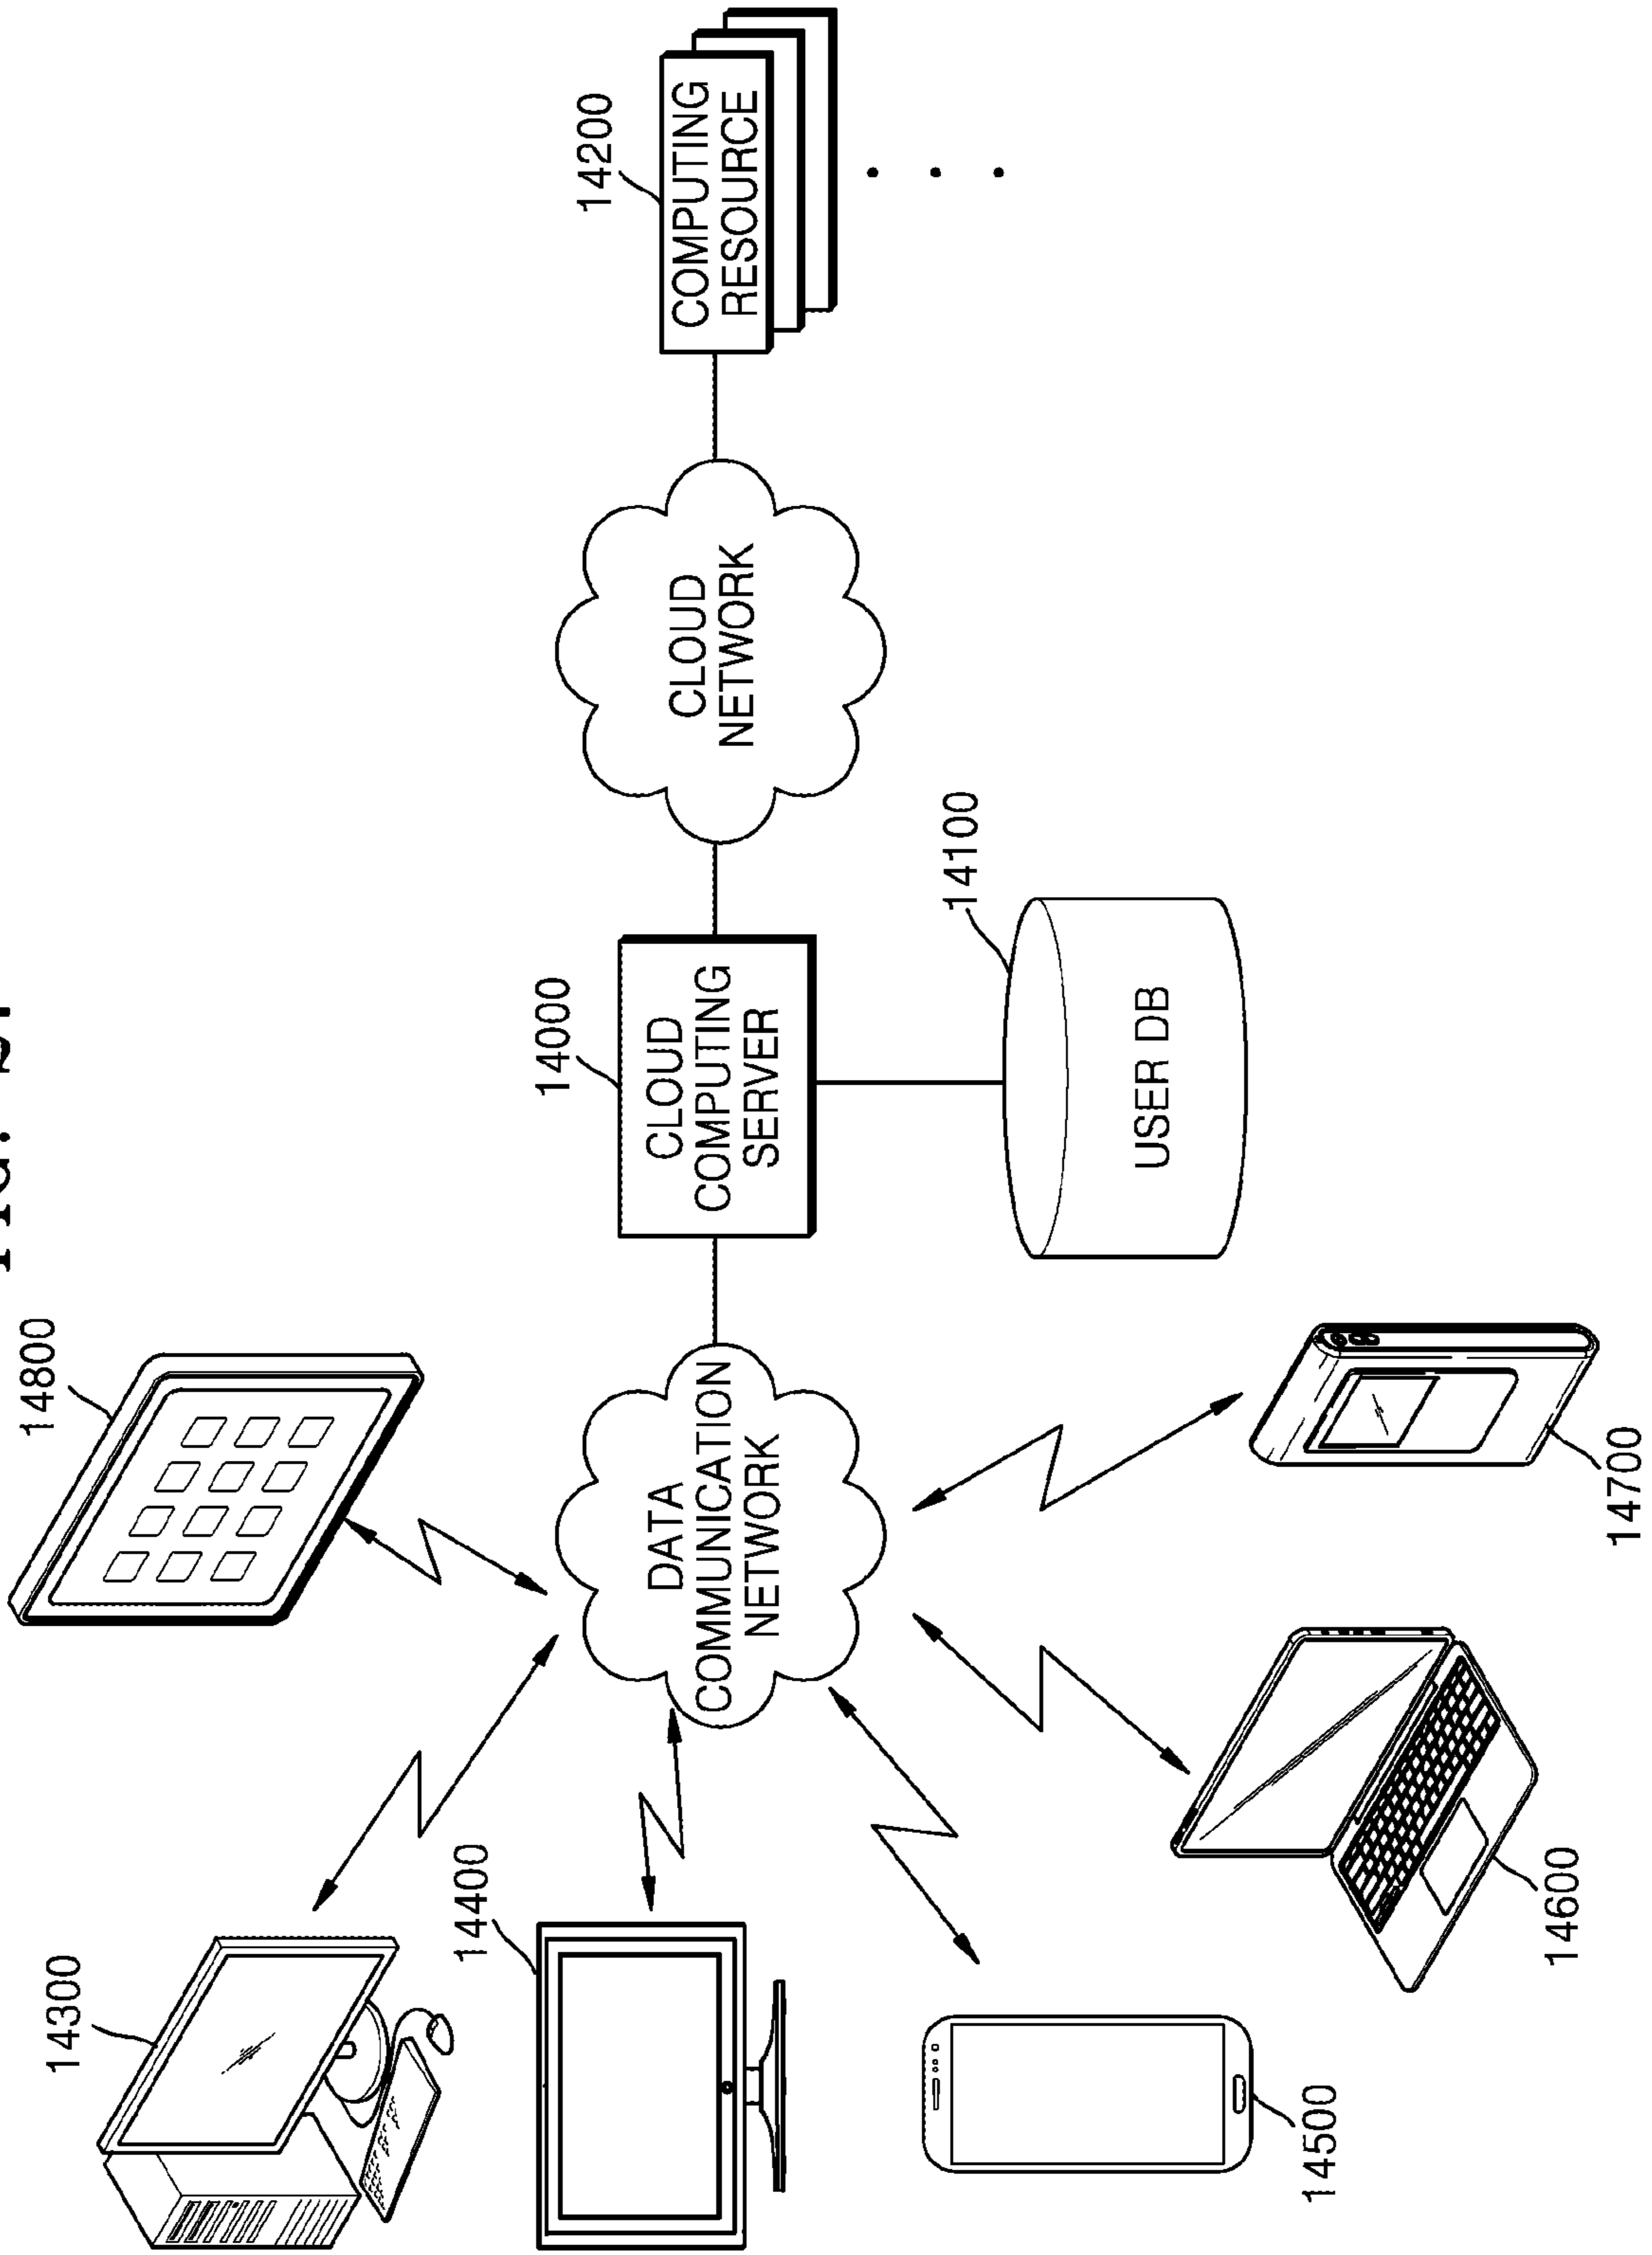 FIG.
14300
14800
14400
14000
14200
CLOUD
COMPUTING
SERVER
DATA
COMMUNICATION
NETWORK
CLOUD
NETWORK
COMPUTING
RESOURCE
14100
USER DB
14500
14600
14700